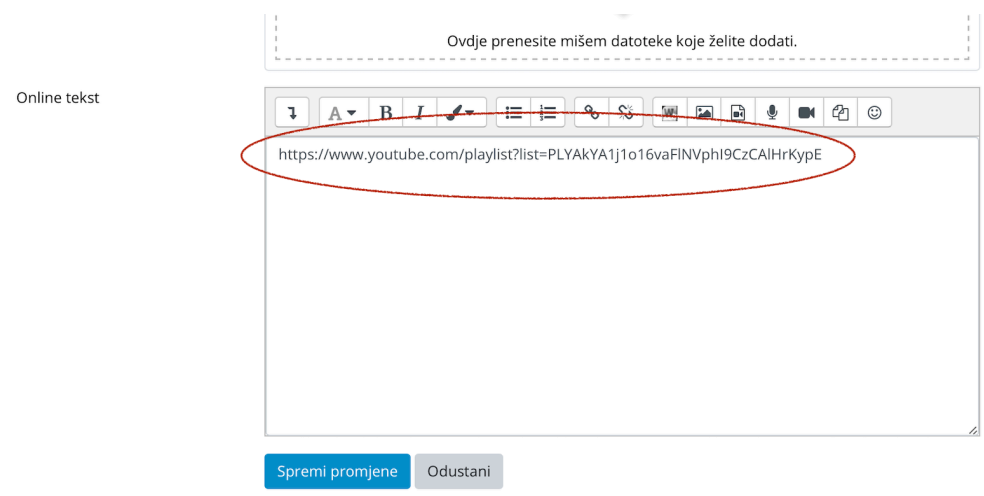 Ovdje prenesite mišem datoteke koje želite dodati.
Online tekst
https://www.youtube.com/playlist?list=PLYAkYA1j1o16vaFlNVphI9CzCAlHrKypE
Spremi promjene
Odustani